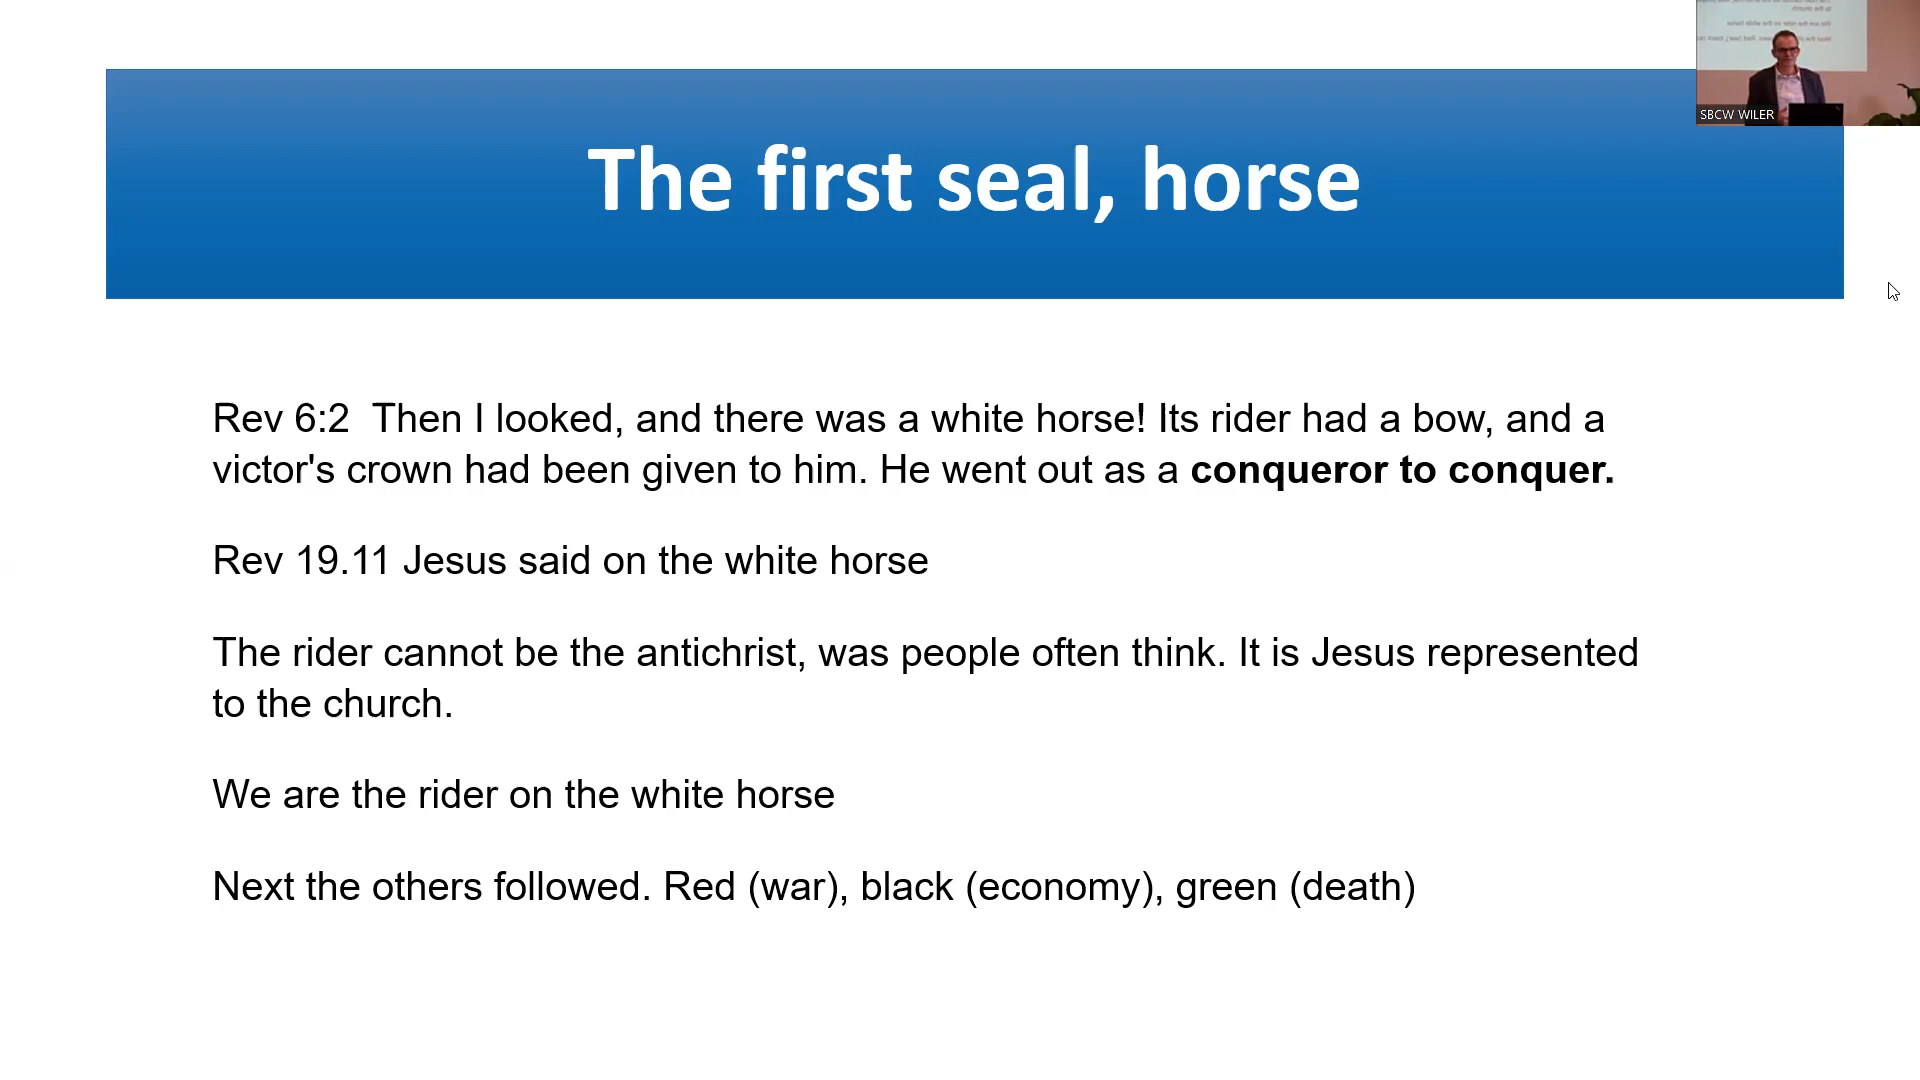 The first seal, horse
SBCW WILER
Rev 6:2  Then I looked, and there was a white horse! Its rider had a bow, and a
victor's crown had been given to him. He went out as a conqueror to conquer.
Rev 19.11 Jesus said on the white horse
The rider cannot be the antichrist, was people often think. It is Jesus represented
to the church.
We are the rider on the white horse
Next the others followed. Red (war), black (economy), green (death)